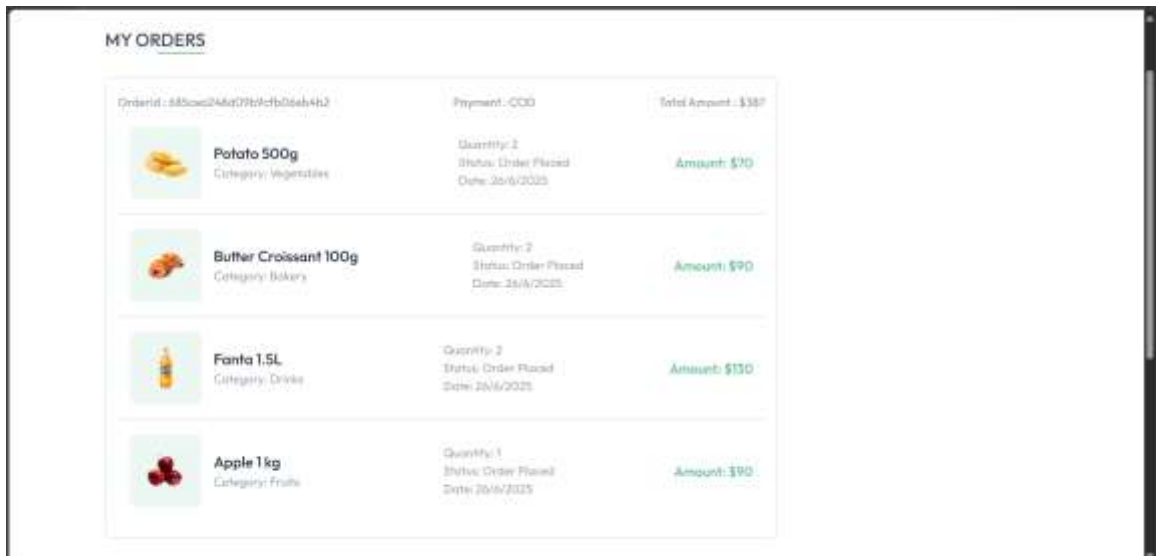 MY ORDERS
Payment : COD
Total Amount : $387
Potato 500g
Category: Vegetables
Quantity: 2
Status: Order Placed
Date: 26/6/2025
Amount: $70
Butter Croissant 100g
Category: Bakery
Quantity: 2
Status: Order Placed
Date: 26/6/2025
Amount: $90
Fanta 1.5L
Category: Drinks
Quantity: 2
Status: Order Placed
Date: 26/6/2025
Amount: $130
Apple 1 kg
Category: Fruits
Quantity: 1
Status: Order Placed
Date: 26/6/2025
Amount: $90